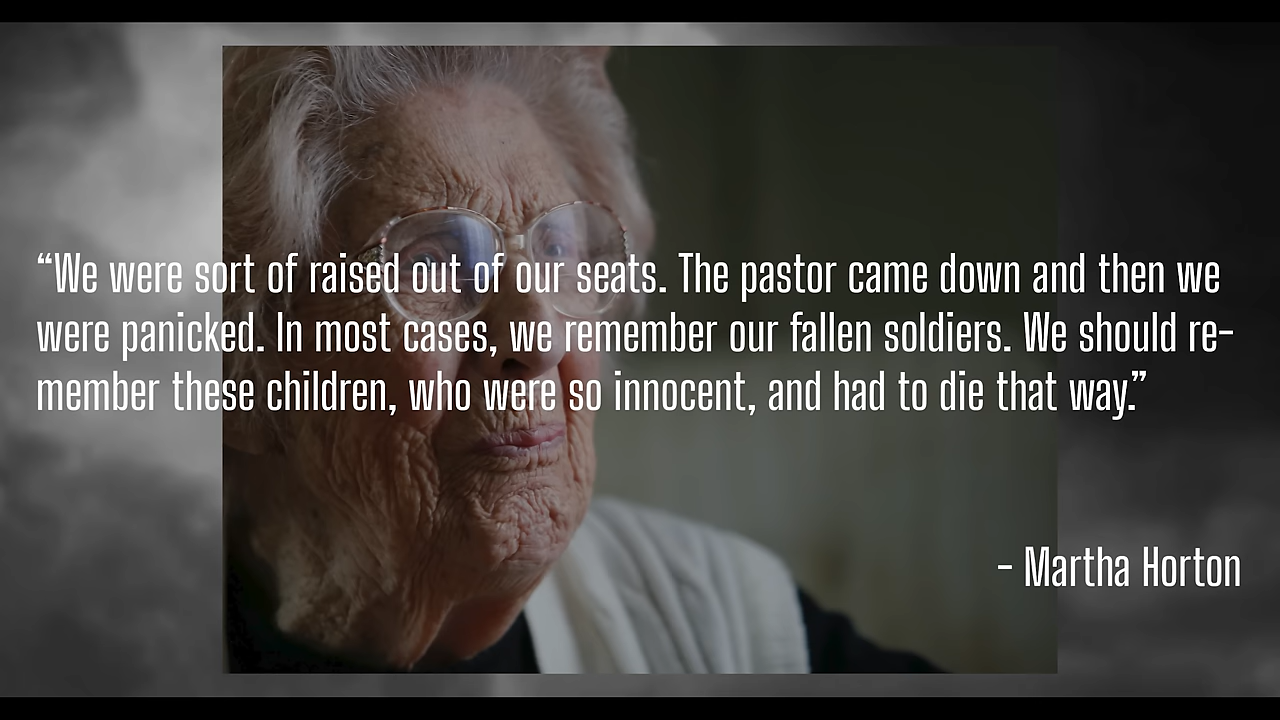 “We were sort of raised out of our seats. The pastor came down and then we
were panicked. In most cases, we remember our fallen soldiers. We should re-
member these children, who were so innocent, and had to die that way.”
- Martha Horton